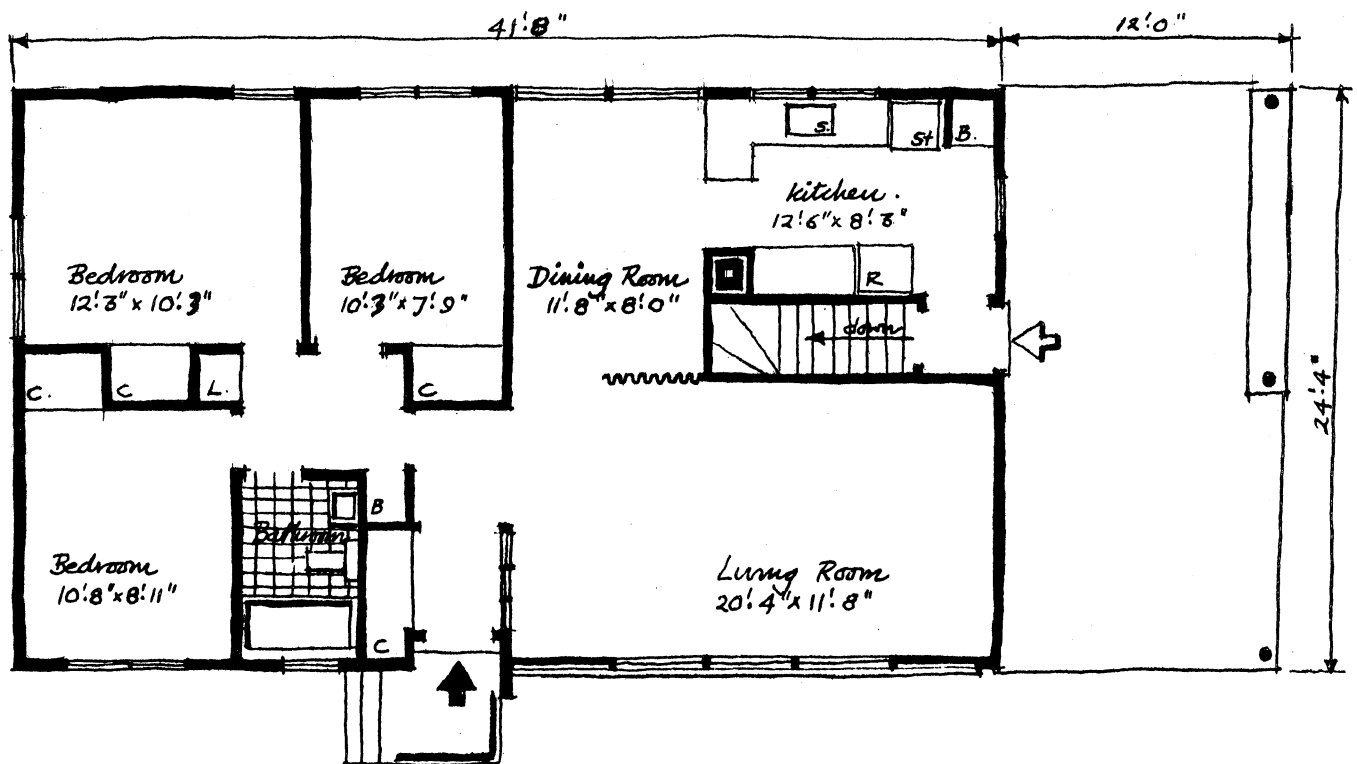 41'.8"
12'.0"
S.
St
B.
kitchen.
12'.6" x 8'.3"
Bedroom
12'.3" x 10'.3"
Bedroom
10'.3" x 7'.9"
Dining Room
11'.8" x 8'.0"
R
down
C.
C
L.
C
24'.4"
B
Bathroom
Bedroom
10'.8" x 8'.11"
Living Room
20'.4" x 11'.8"
C